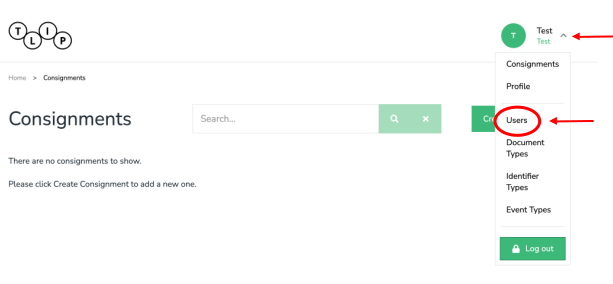 TLIP
T
Test
Test
Home > Consignments
Consignments
Profile
Consignments
Search...
Users
Document
Types
There are no consignments to show.
Identifier
Types
Please click Create Consignment to add a new one.
Event Types
Log out